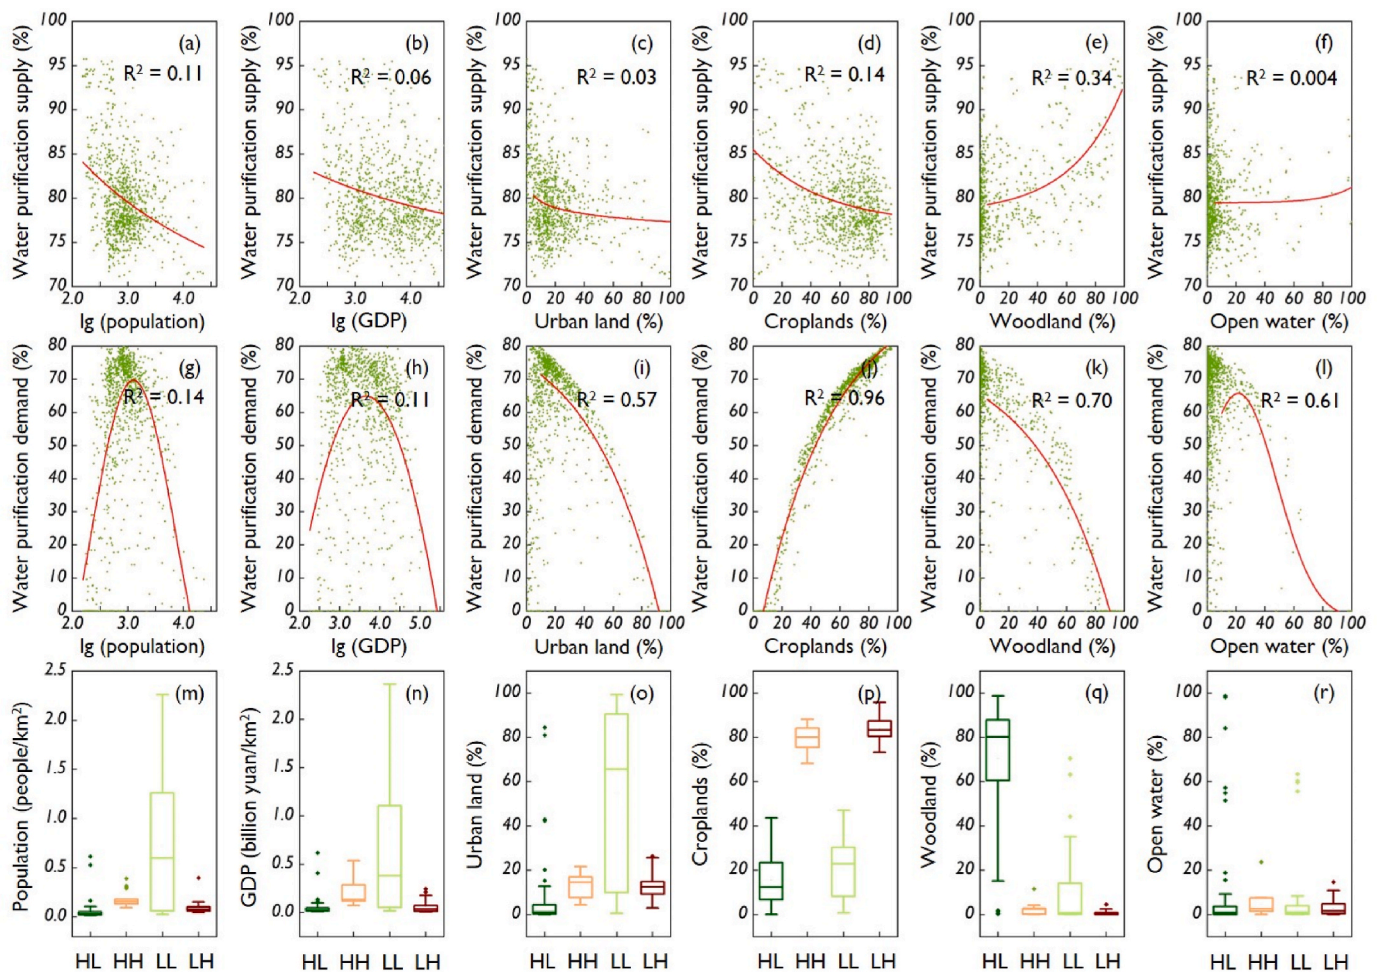 Water purification supply (%)
100
95
90
85
80
75
70
(a)
R² = 0.11
2.0 3.0 4.0
lg (population)
Water purification supply (%)
100
95
90
85
80
75
70
(b)
R² = 0.06
lg (GDP)
Water purification supply (%)
100
95
90
85
80
75
70
(c)
R² = 0.03
0 20 40 60 80 100
Urban land (%)
Water purification supply (%)
100
95
90
85
80
75
70
(d)
R² = 0.14
0 20 40 60 80 100
Croplands (%)
Water purification supply (%)
100
95
90
85
80
75
70
(e)
R² = 0.34
0 20 40 60 80 100
Woodland (%)
Water purification supply (%)
100
95
90
85
80
75
70
(f)
R² = 0.004
0 20 40 60 80 100
Open water (%)
Water purification demand (%)
80
70
60
50
40
30
20
10
0
(g)
R² = 0.14
2.0 3.0 4.0
lg (population)
Water purification demand (%)
80
70
60
50
40
30
20
10
0
(h)
R² = 0.11
2.0 3.0 4.0 5.0
lg (GDP)
Water purification demand (%)
80
70
60
50
40
30
20
10
0
(i)
R² = 0.57
0 20 40 60 80 100
Urban land (%)
Water purification demand (%)
80
70
60
50
40
30
20
10
0
(j)
R² = 0.96
0 20 40 60 80 100
Croplands (%)
Water purification demand (%)
80
70
60
50
40
30
20
10
0
(k)
R² = 0.70
0 20 40 60 80 100
Woodland (%)
Water purification demand (%)
80
70
60
50
40
30
20
10
0
(l)
R² = 0.61
0 20 40 60 80 100
Open water (%)
Population (people/km²)
2.5
2.0
1.5
1.0
0.5
0.0
(m)
HL HH LL LH
GDP (billion yuan/km²)
2.5
2.0
1.5
1.0
0.5
0.0
(n)
HL HH LL LH
Urban land (%)
100
80
60
40
20
0
(o)
HL HH LL LH
Croplands (%)
100
80
60
40
20
0
(p)
HL HH LL LH
Woodland (%)
100
80
60
40
20
0
(q)
HL HH LL LH
Open water (%)
100
80
60
40
20
0
(r)
HL HH LL LH